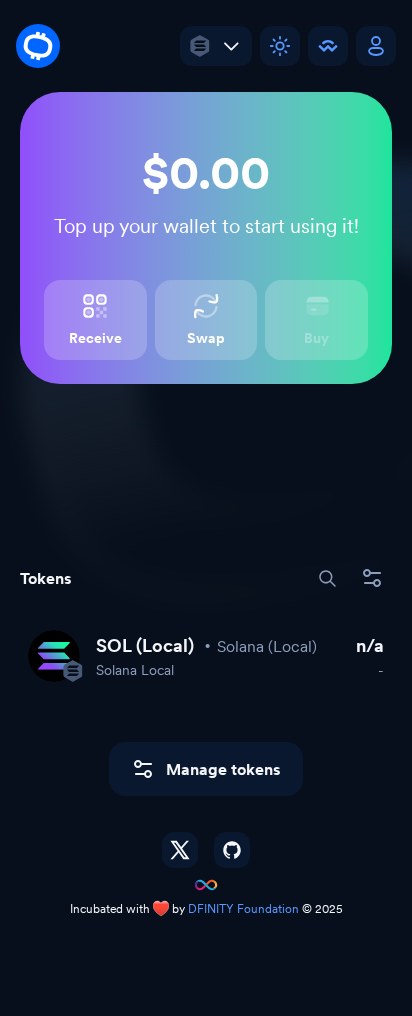 $0.00
Top up your wallet to start using it!
Receive
Swap
Buy
Tokens
SOL (Local) • Solana (Local)
n/a
Solana Local
-
Manage tokens
Incubated with ❤️ by DFINITY Foundation © 2025